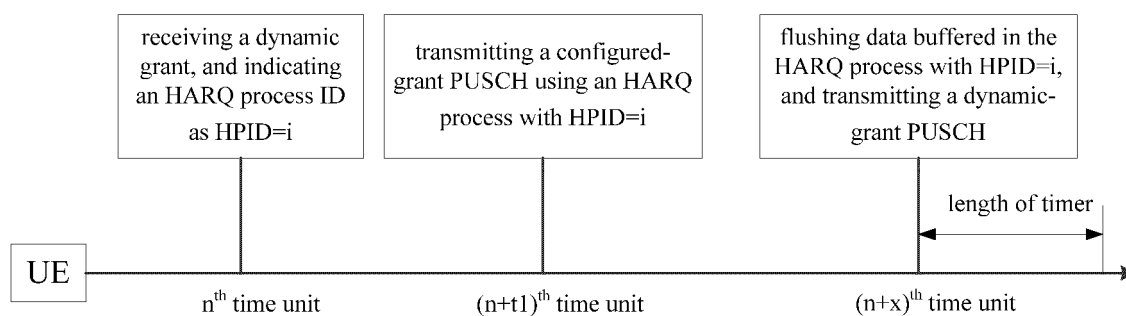 receiving a dynamic
grant, and indicating
an HARQ process ID
as HPID=i
transmitting a configured-
grant PUSCH using an HARQ
process with HPID=i
flushing data buffered in the
HARQ process with HPID=i,
and transmitting a dynamic-
grant PUSCH
length of timer
UE
nth time unit
(n+t1)th time unit
(n+x)th time unit